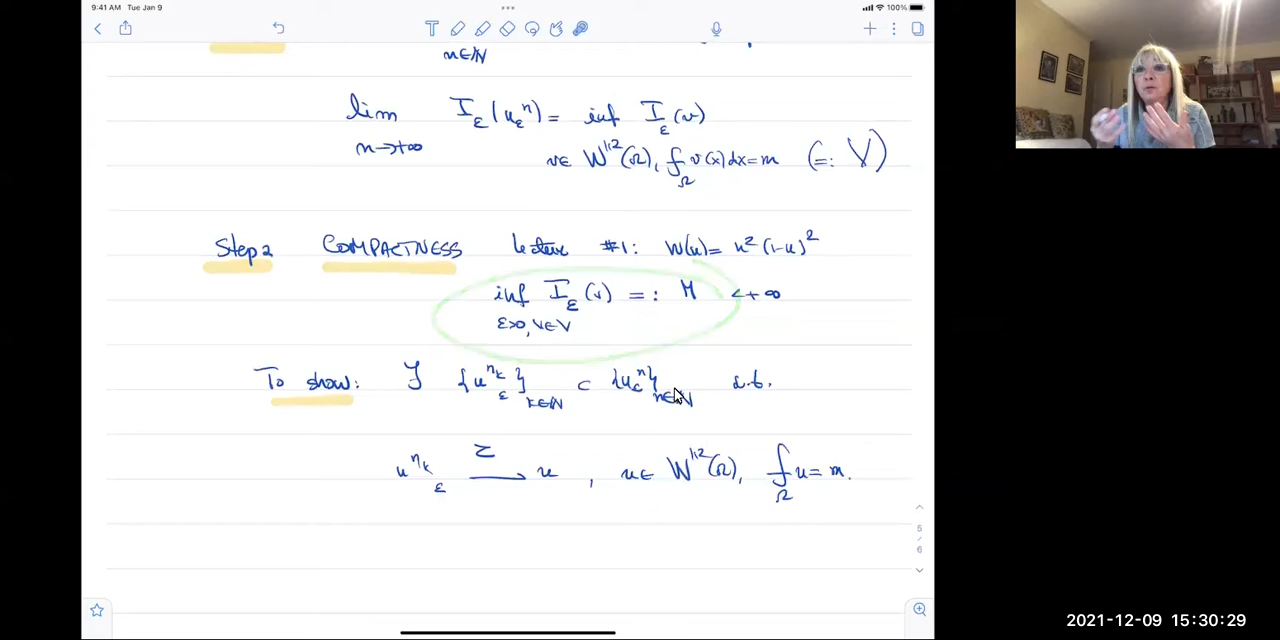 9:41 AM Tue Jan 9
100%
n∈ℕ
lim I_ε(u_ε^n) = inf I_ε(v)
n→+∞ v∈ W^{1,2}(Ω), ⨍_Ω v(x)dx=m (=: V)
Step 2 COMPACTNESS lecture #1: W(u)= u²(1-u)²
inf I_ε(v) =: M <+∞
ε>0, v∈V
To show: ∃ {u_ε^{n_k}}_{k∈ℕ} ⊂ {u_ε^n}_{n∈ℕ} s.t.
u_ε^{n_k} —τ→ u, u∈ W^{1,2}(Ω), ⨍_Ω u=m.
5
/
6
2021-12-09 15:30:29